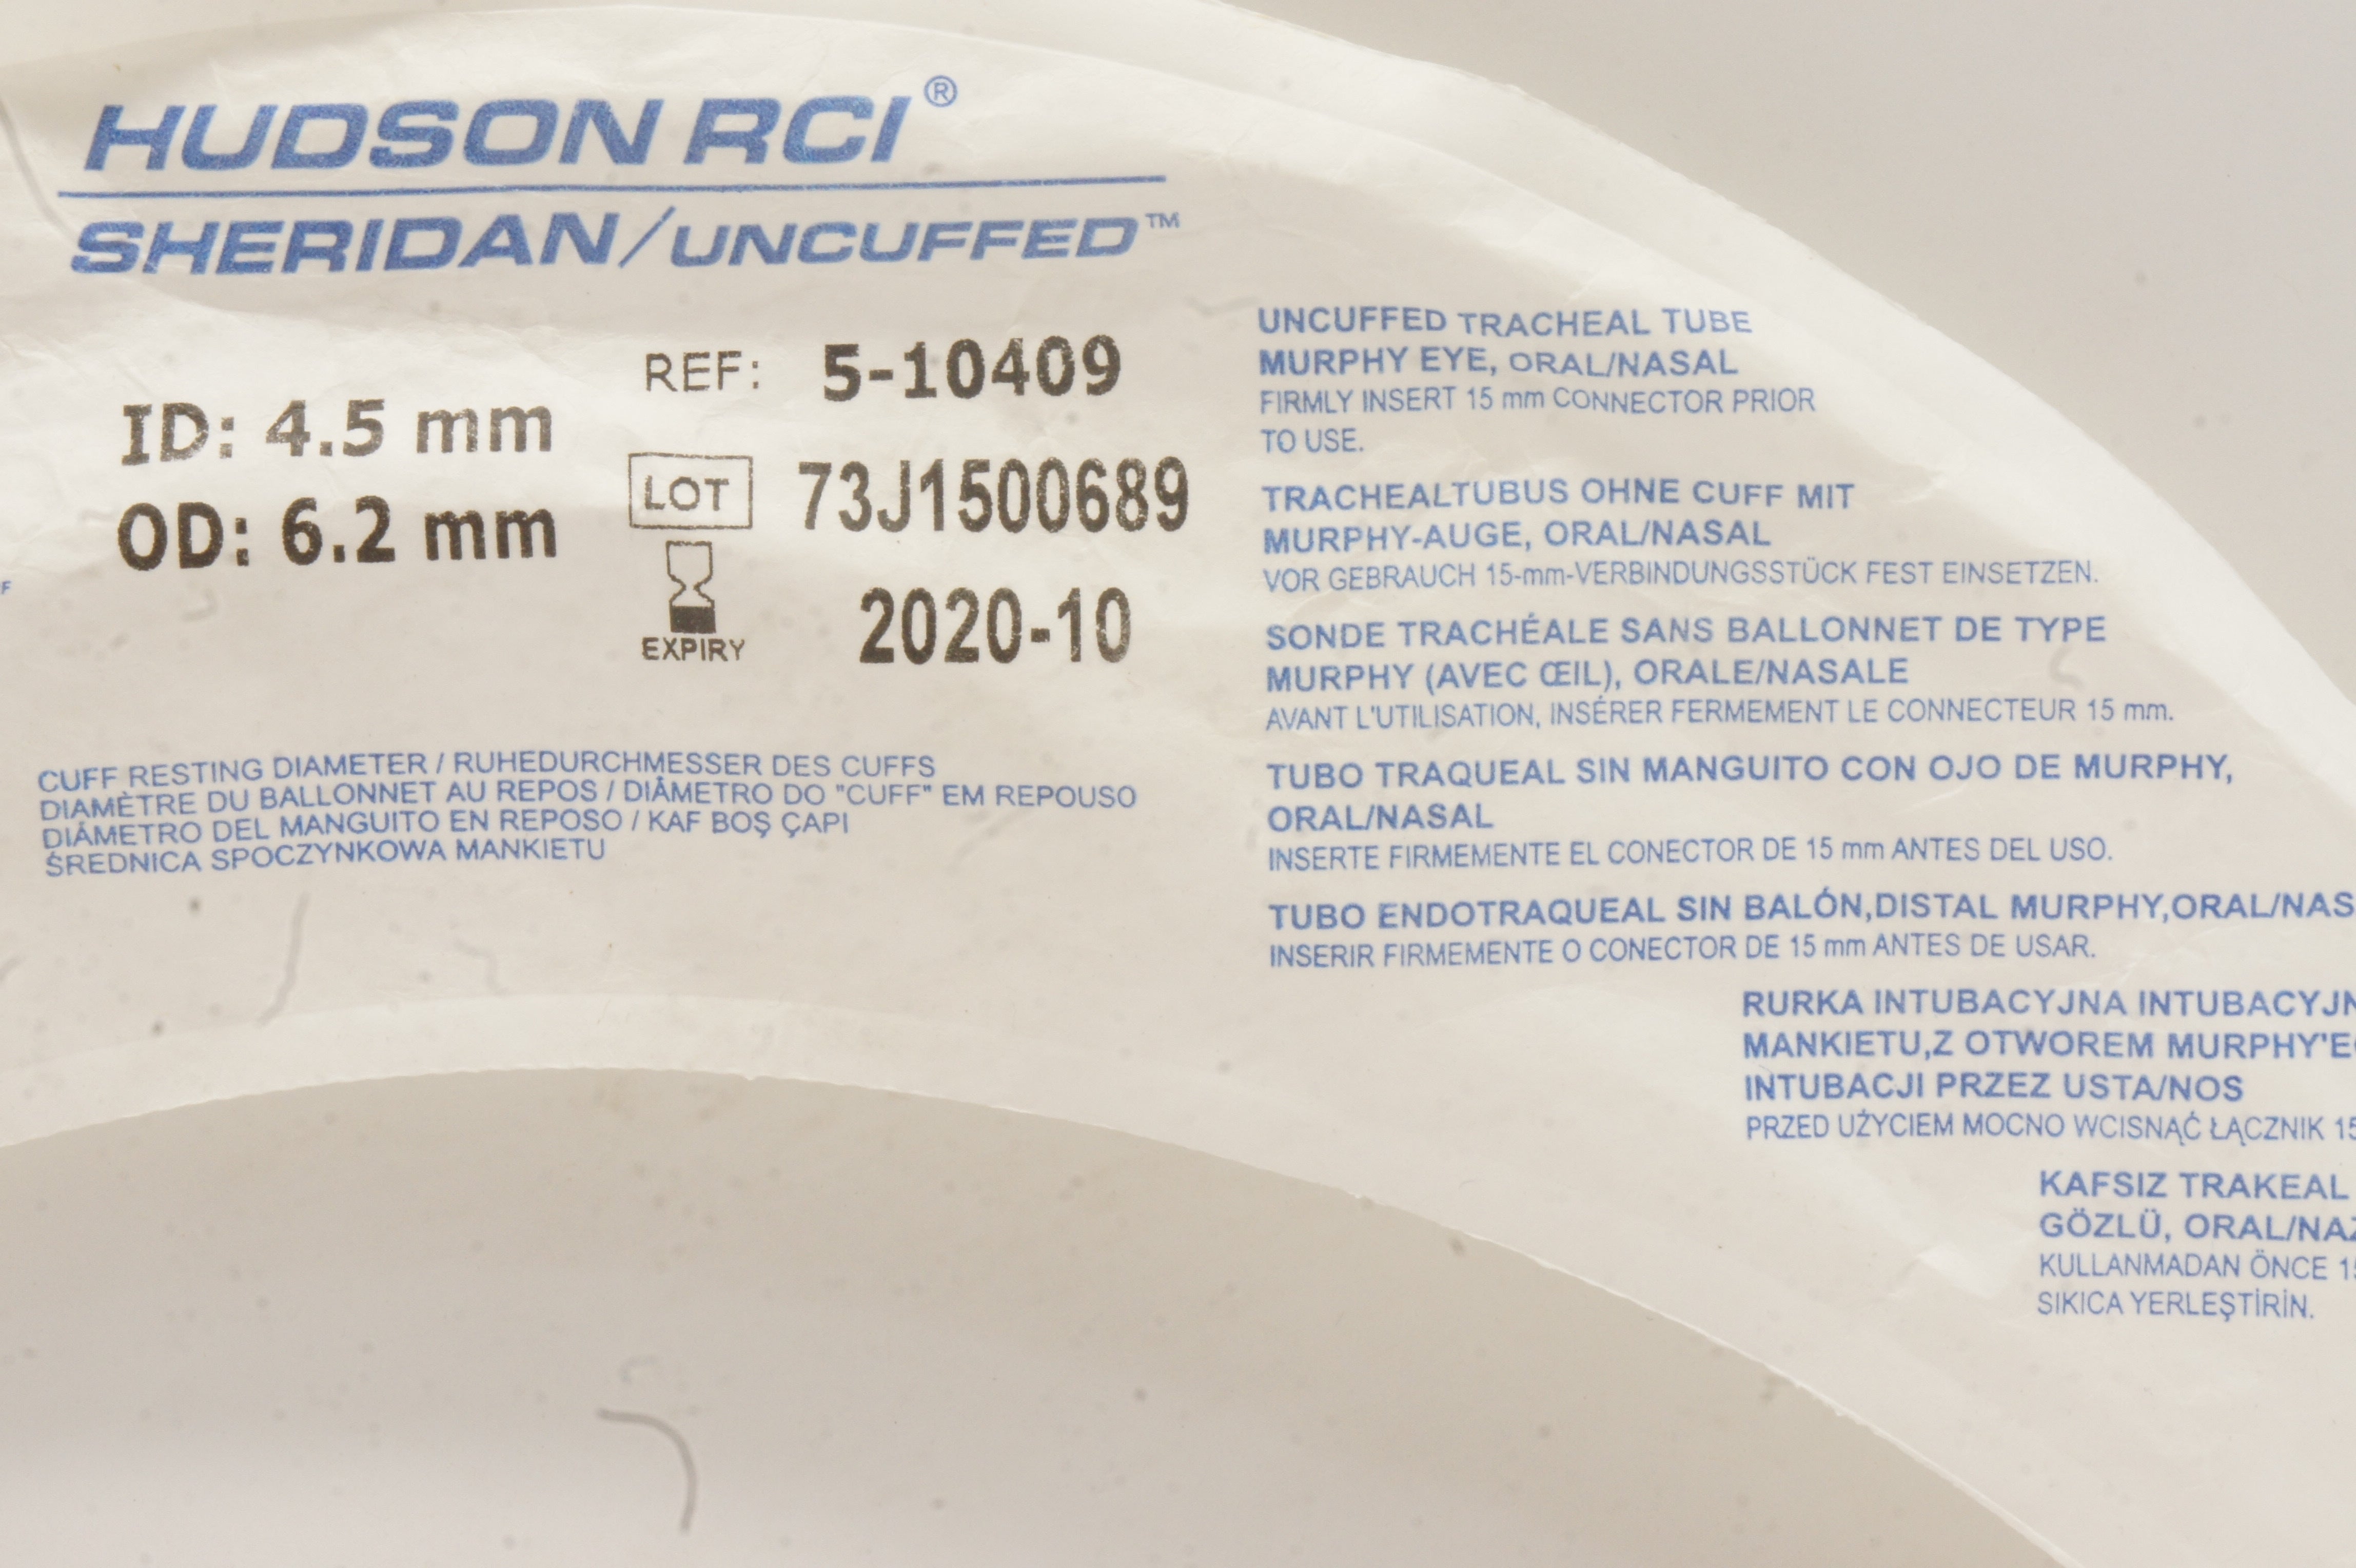 HUDSON RCI®
SHERIDAN/UNCUFFED™
ID: 4.5 mm
OD: 6.2 mm
REF: 5-10409
LOT 73J1500689
EXPIRY 2020-10
CUFF RESTING DIAMETER / RUHEDURCHMESSER DES CUFFS
DIAMÈTRE DU BALLONNET AU REPOS / DIÂMETRO DO "CUFF" EM REPOUSO
DIÁMETRO DEL MANGUITO EN REPOSO / KAF BOŞ ÇAPI
ŚREDNICA SPOCZYNKOWA MANKIETU
UNCUFFED TRACHEAL TUBE
MURPHY EYE, ORAL/NASAL
FIRMLY INSERT 15 mm CONNECTOR PRIOR
TO USE.
TRACHEALTUBUS OHNE CUFF MIT
MURPHY-AUGE, ORAL/NASAL
VOR GEBRAUCH 15-mm-VERBINDUNGSSTÜCK FEST EINSETZEN.
SONDE TRACHÉALE SANS BALLONNET DE TYPE
MURPHY (AVEC ŒIL), ORALE/NASALE
AVANT L'UTILISATION, INSÉRER FERMEMENT LE CONNECTEUR 15 mm.
TUBO TRAQUEAL SIN MANGUITO CON OJO DE MURPHY,
ORAL/NASAL
INSERTE FIRMEMENTE EL CONECTOR DE 15 mm ANTES DEL USO.
TUBO ENDOTRAQUEAL SIN BALÓN,DISTAL MURPHY,ORAL/NAS
INSERIR FIRMEMENTE O CONECTOR DE 15 mm ANTES DE USAR.
RURKA INTUBACYJNA INTUBACYJN
MANKIETU,Z OTWOREM MURPHY'E
INTUBACJI PRZEZ USTA/NOS
PRZED UŻYCIEM MOCNO WCISNĄĆ ŁĄCZNIK 15
KAFSIZ TRAKEAL
GÖZLÜ, ORAL/NAZ
KULLANMADAN ÖNCE 15
SIKICA YERLEŞTİRİN.